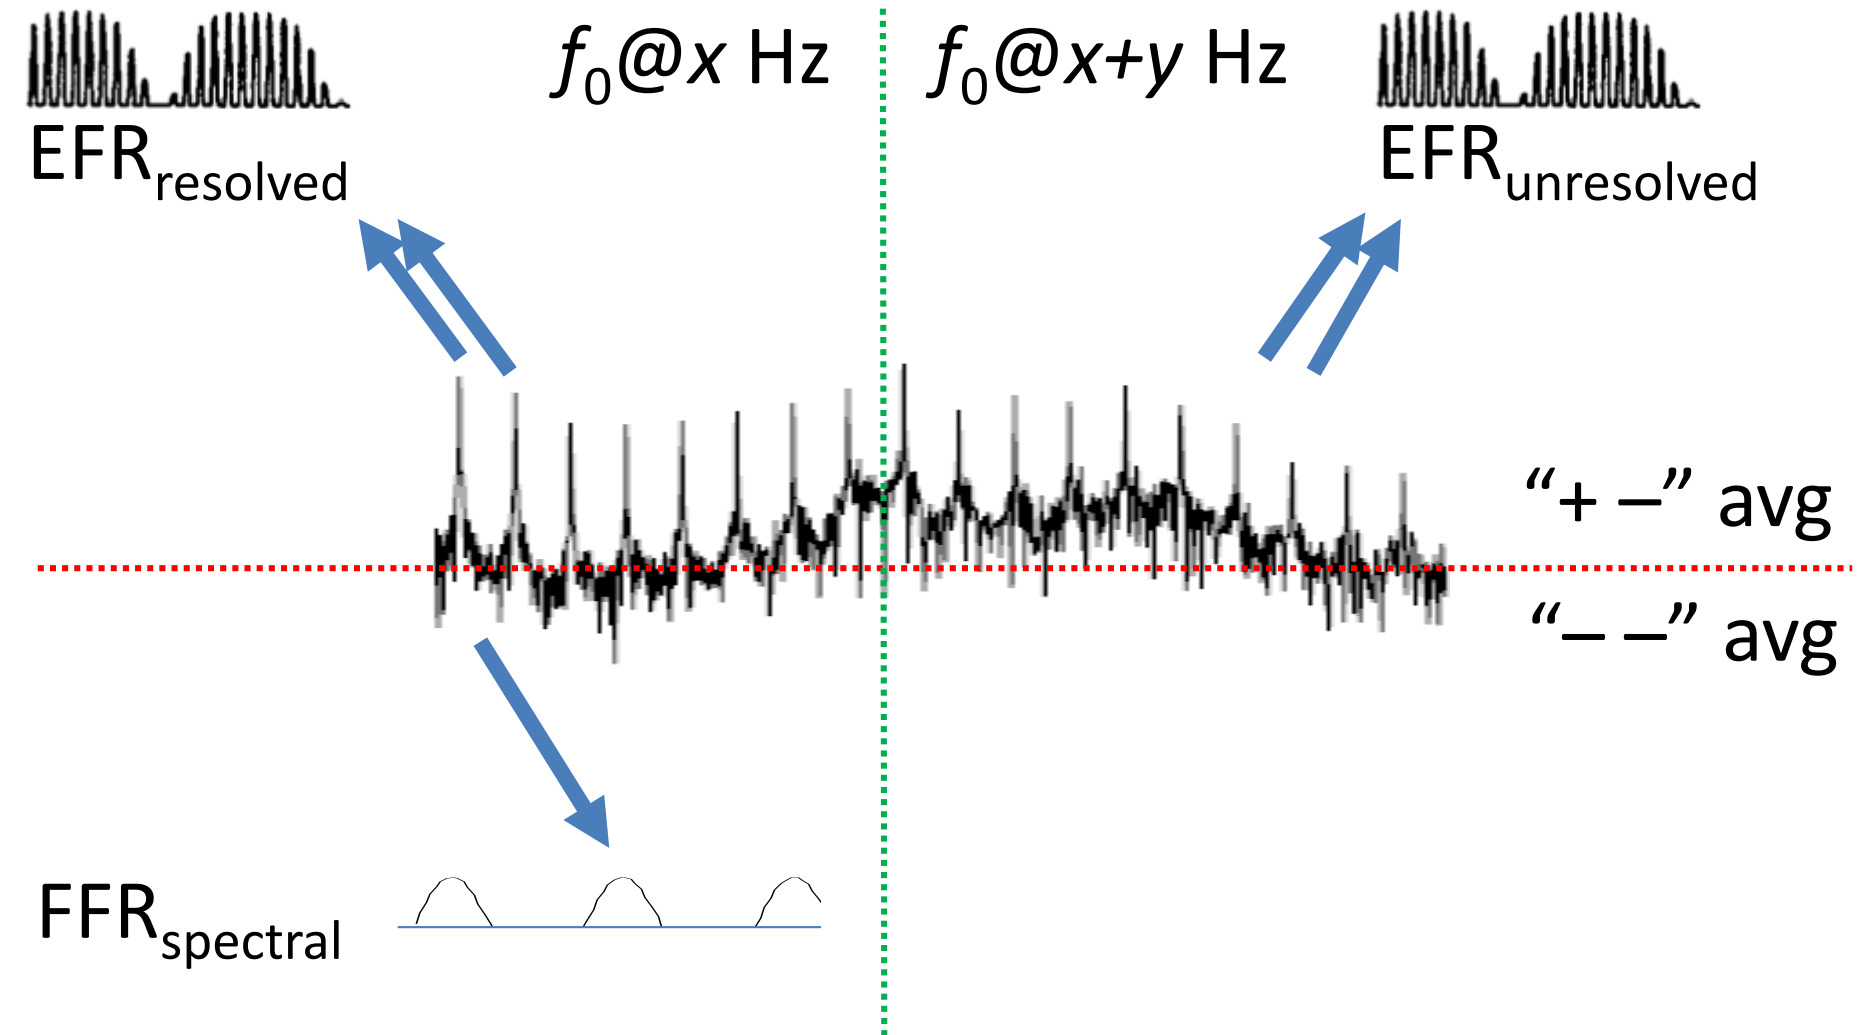 f₀@x Hz
f₀@x+y Hz
EFRresolved
EFRunresolved
“+ –” avg
“– –” avg
FFRspectral